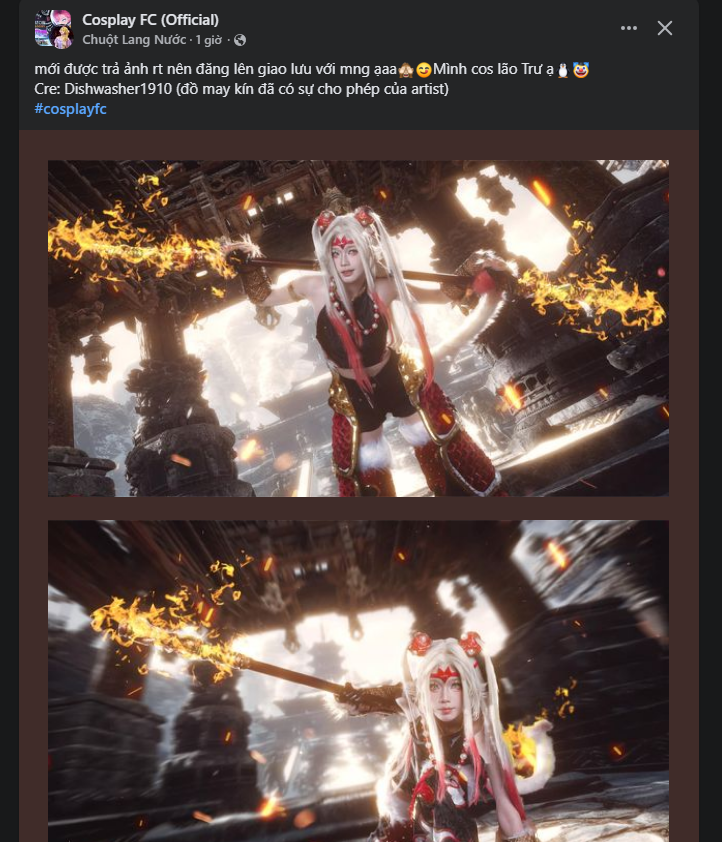 Cosplay FC (Official)
Chuột Lang Nước · 1 giờ ·
mới được trả ảnh rt nên đăng lên giao lưu với mng ạaa🙈😊Mình cos lão Trư ạ🐧🤡
Cre: Dishwasher1910 (đồ may kín đã có sự cho phép của artist)
#cosplayfc